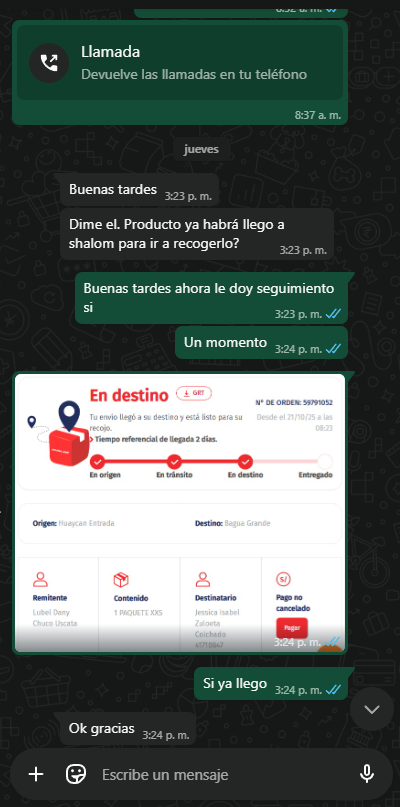 8:32 a. m.
Llamada
Devuelve las llamadas en tu teléfono
8:37 a. m.
jueves
Buenas tardes 3:23 p. m.
Dime el. Producto ya habrá llego a
shalom para ir a recogerlo?
3:23 p. m.
Buenas tardes ahora le doy seguimiento
si
3:23 p. m.
Un momento 3:24 p. m.
En destino
GRT
N° DE ORDEN: 59791052
Tu envío llegó a su destino y está listo para su
recojo.
Desde el 21/10/25 a las
08:23
Tiempo referencial de llegada 2 días.
En origen En tránsito En destino Entregado
Origen: Huaycan Entrada
Destino: Bagua Grande
Remitente
Lubel Dany
Chuco Uscata
Contenido
1 PAQUETE XXS
Destinatario
Jessica isabel
Zaloeta
Colchado
S/
Pago no
cancelado
Pagar
3:24 p. m.
Si ya llego 3:24 p. m.
Ok gracias 3:24 p. m.
Escribe un mensaje